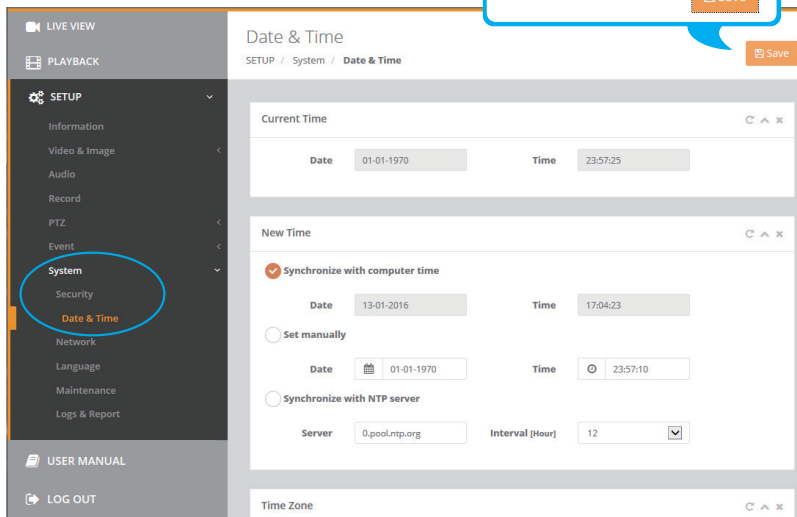 LIVE VIEW
PLAYBACK
SETUP
Information
Video & Image
Audio
Record
PTZ
Event
System
Security
Date & Time
Network
Language
Maintenance
Logs & Report
USER MANUAL
LOG OUT
Date & Time
SETUP / System / Date & Time
Save
Current Time
Date 01-01-1970 Time 23:57:25
New Time
Synchronize with computer time
Date 13-01-2016 Time 17:04:23
Set manually
Date 01-01-1970 Time 23:57:10
Synchronize with NTP server
Server 0.pool.ntp.org Interval [Hour] 12
Time Zone